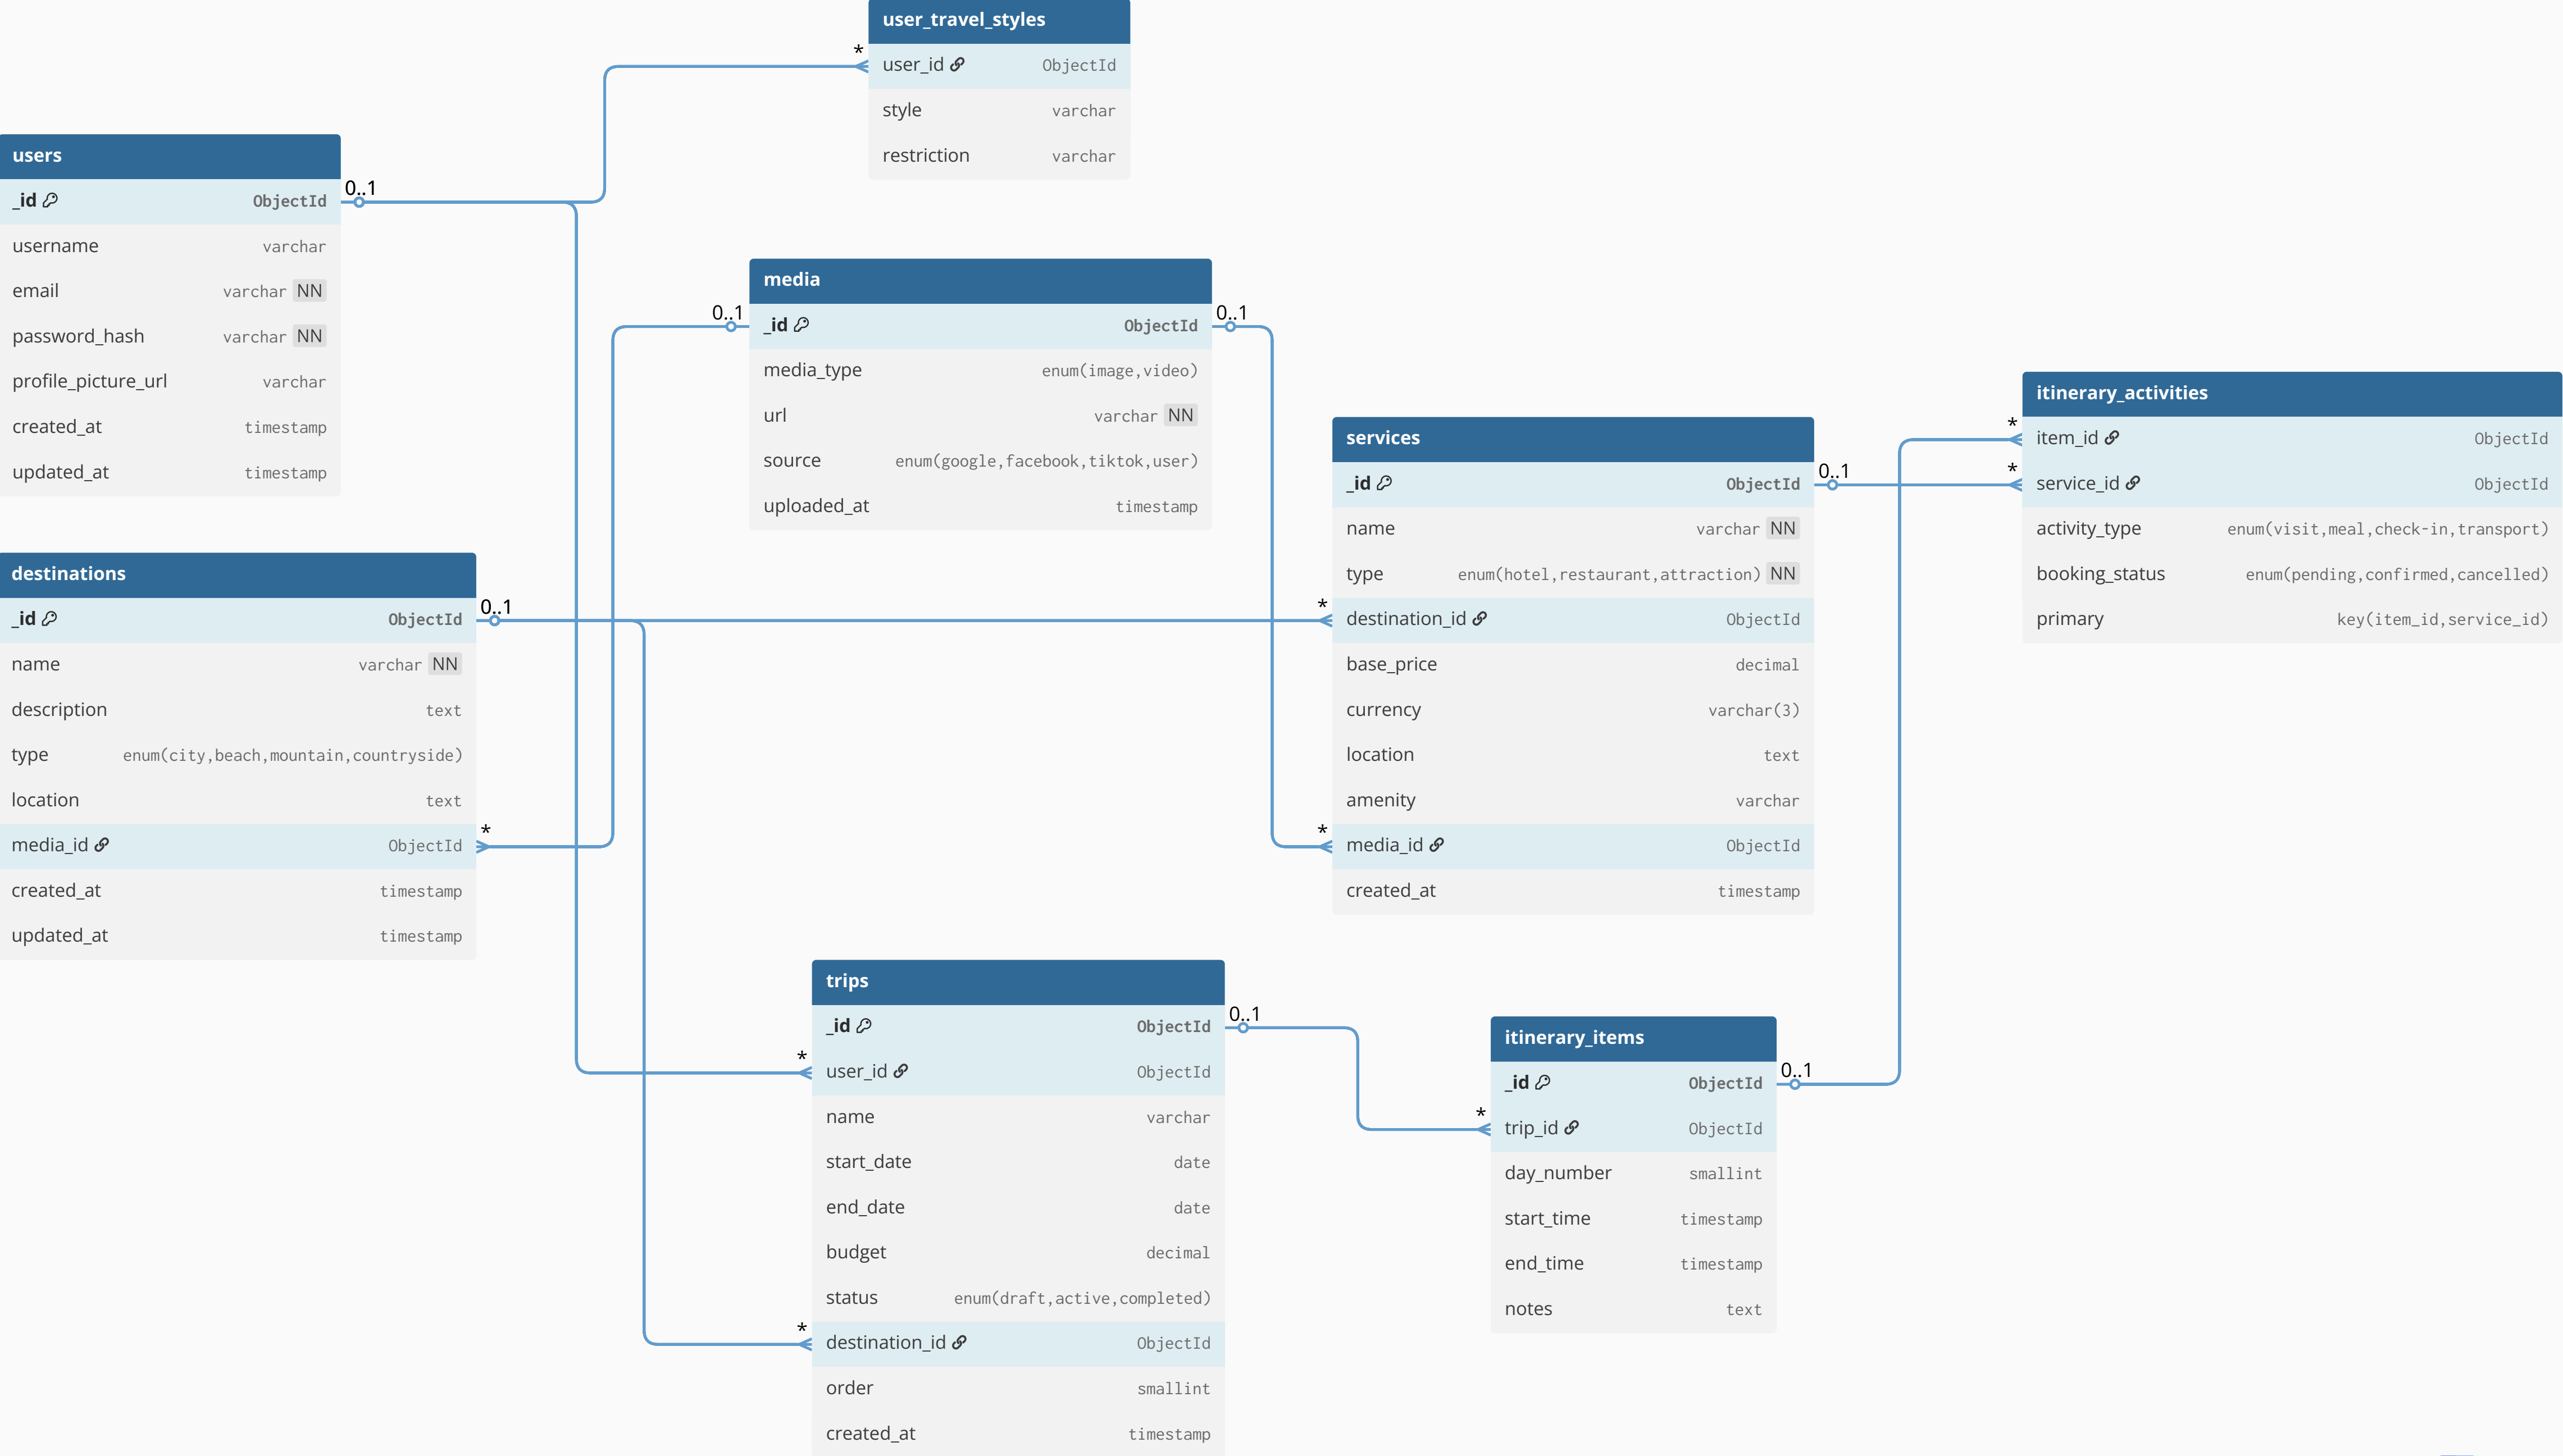 user_travel_styles
* user_id ObjectId
style varchar
restriction varchar
users
_id ObjectId 0..1
username varchar
email varchar NN
password_hash varchar NN
profile_picture_url varchar
created_at timestamp
updated_at timestamp
media
0..1 _id ObjectId 0..1
media_type enum(image,video)
url varchar NN
source enum(google,facebook,tiktok,user)
uploaded_at timestamp
destinations
_id ObjectId 0..1
name varchar NN
description text
type enum(city,beach,mountain,countryside)
location text
media_id ObjectId *
created_at timestamp
updated_at timestamp
services
_id ObjectId 0..1
name varchar NN
type enum(hotel,restaurant,attraction) NN
* destination_id ObjectId
base_price decimal
currency varchar(3)
location text
amenity varchar
* media_id ObjectId
created_at timestamp
itinerary_activities
* item_id ObjectId
* service_id ObjectId
activity_type enum(visit,meal,check-in,transport)
booking_status enum(pending,confirmed,cancelled)
primary key(item_id,service_id)
trips
_id ObjectId 0..1
* user_id ObjectId
name varchar
start_date date
end_date date
budget decimal
status enum(draft,active,completed)
* destination_id ObjectId
order smallint
created_at timestamp
itinerary_items
_id ObjectId 0..1
* trip_id ObjectId
day_number smallint
start_time timestamp
end_time timestamp
notes text